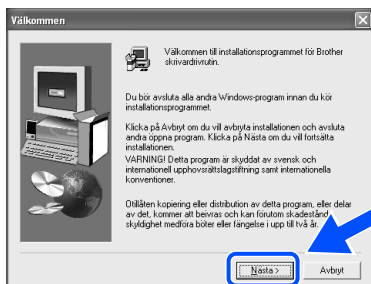 Välkommen
Välkommen till installationsprogrammet för Brother
skrivardrivrutin.
Du bör avsluta alla andra Windows-program innan du kör
installationsprogrammet.
Klicka på Avbryt om du vill avbryta installationen och avsluta
andra öppna program. Klicka på Nästa om du vill fortsätta
installationen.
VARNING! Detta program är skyddat av svensk och
internationell upphovsrättslagstiftning samt internationella
konventioner.
Otillåten kopiering eller distribution av detta program, eller delar
av det, kommer att beivras och kan förutom skadestånd
skyldighet medföra böter eller fängelse i upp till två år.
Nästa >
Avbryt